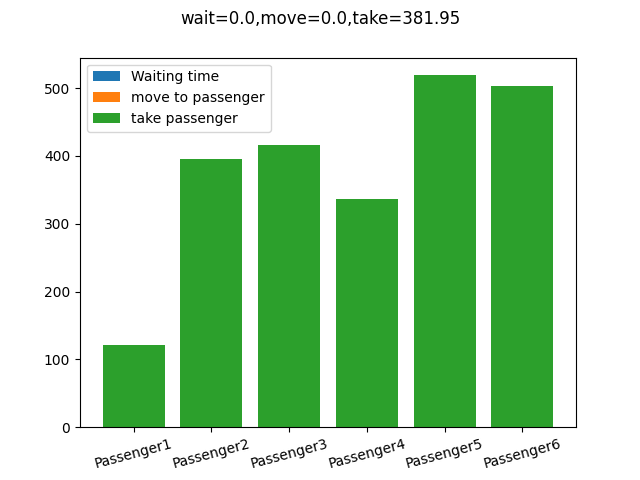 wait=0.0,move=0.0,take=381.95
Waiting time
move to passenger
take passenger
500
400
300
200
100
0
Passenger1
Passenger2
Passenger3
Passenger4
Passenger5
Passenger6